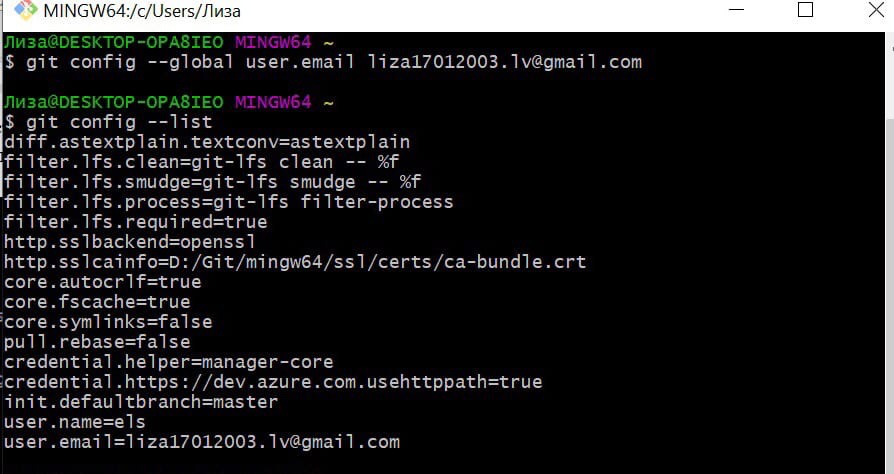 MINGW64:/c/Users/Лиза
Лиза@DESKTOP-OPA8IEO MINGW64 ~
$ git config --global user.email liza17012003.lv@gmail.com
Лиза@DESKTOP-OPA8IEO MINGW64 ~
$ git config --list
diff.astextplain.textconv=astextplain
filter.lfs.clean=git-lfs clean -- %f
filter.lfs.smudge=git-lfs smudge -- %f
filter.lfs.process=git-lfs filter-process
filter.lfs.required=true
http.sslbackend=openssl
http.sslcainfo=D:/Git/mingw64/ssl/certs/ca-bundle.crt
core.autocrlf=true
core.fscache=true
core.symlinks=false
pull.rebase=false
credential.helper=manager-core
credential.https://dev.azure.com.usehttppath=true
init.defaultbranch=master
user.name=els
user.email=liza17012003.lv@gmail.com